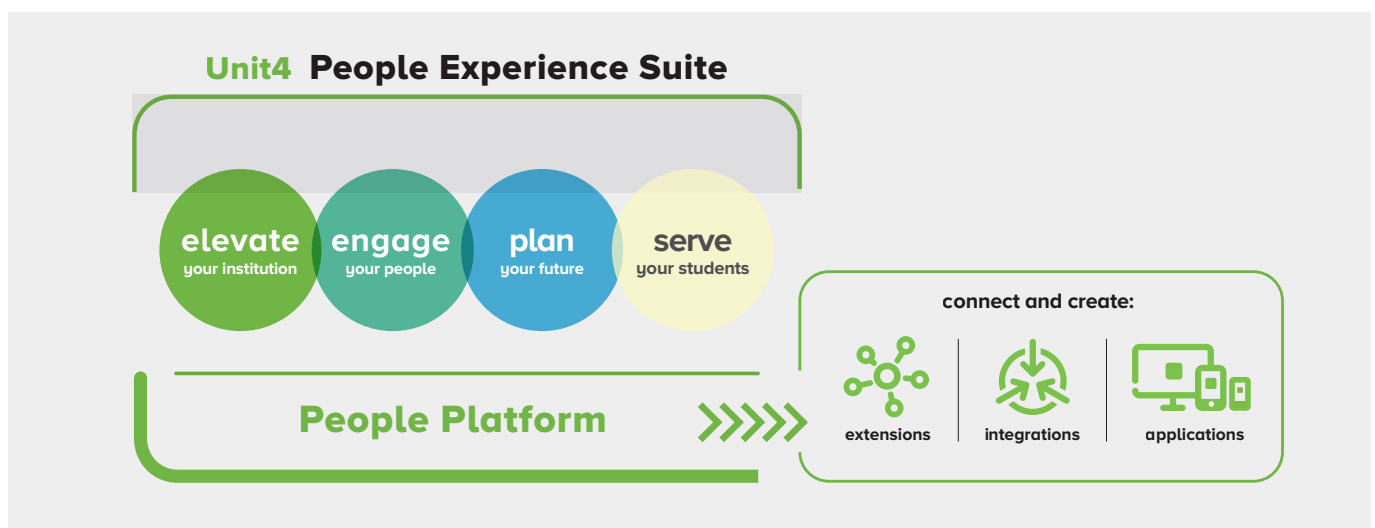 Unit4 People Experience Suite
elevate
your institution
engage
your people
plan
your future
serve
your students
connect and create:
extensions
integrations
applications
People Platform